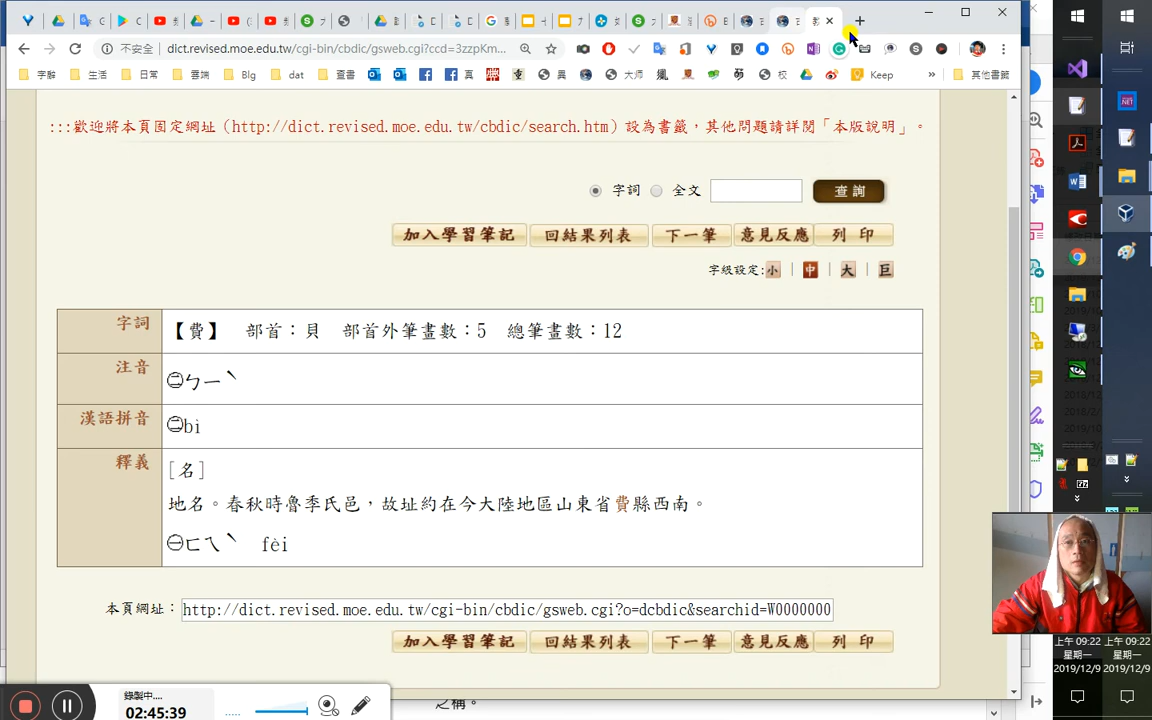 不安全 dict.revised.moe.edu.tw/cgi-bin/cbdic/gsweb.cgi?ccd=3zzpKm...
字辭 生活 日常 雲端 Blg dat 查書 真 異 大师 Keep 其他書籤
:::歡迎將本頁固定網址（http://dict.revised.moe.edu.tw/cbdic/search.htm）設為書籤，其他問題請詳閱「本版說明」。
字詞 全文 查詢
加入學習筆記 回結果列表 下一筆 意見反應 列印
字級設定: 小 | 中 | 大 | 巨
字詞 【費】 部首：貝 部首外筆畫數：5 總筆畫數：12
注音 ㊁ㄅㄧˋ
漢語拼音 ㊁bì
釋義 [名]
地名。春秋時魯季氏邑，故址約在今大陸地區山東省費縣西南。
㊀ㄈㄟˋ fèi
本頁網址： http://dict.revised.moe.edu.tw/cgi-bin/cbdic/gsweb.cgi?o=dcbdic&searchid=W0000000
加入學習筆記 回結果列表 下一筆 意見反應 列印
之稱。
錄製中....
02:45:39
上午 09:22 上午 09:22
星期一 星期一
2019/12/9 2019/12/9